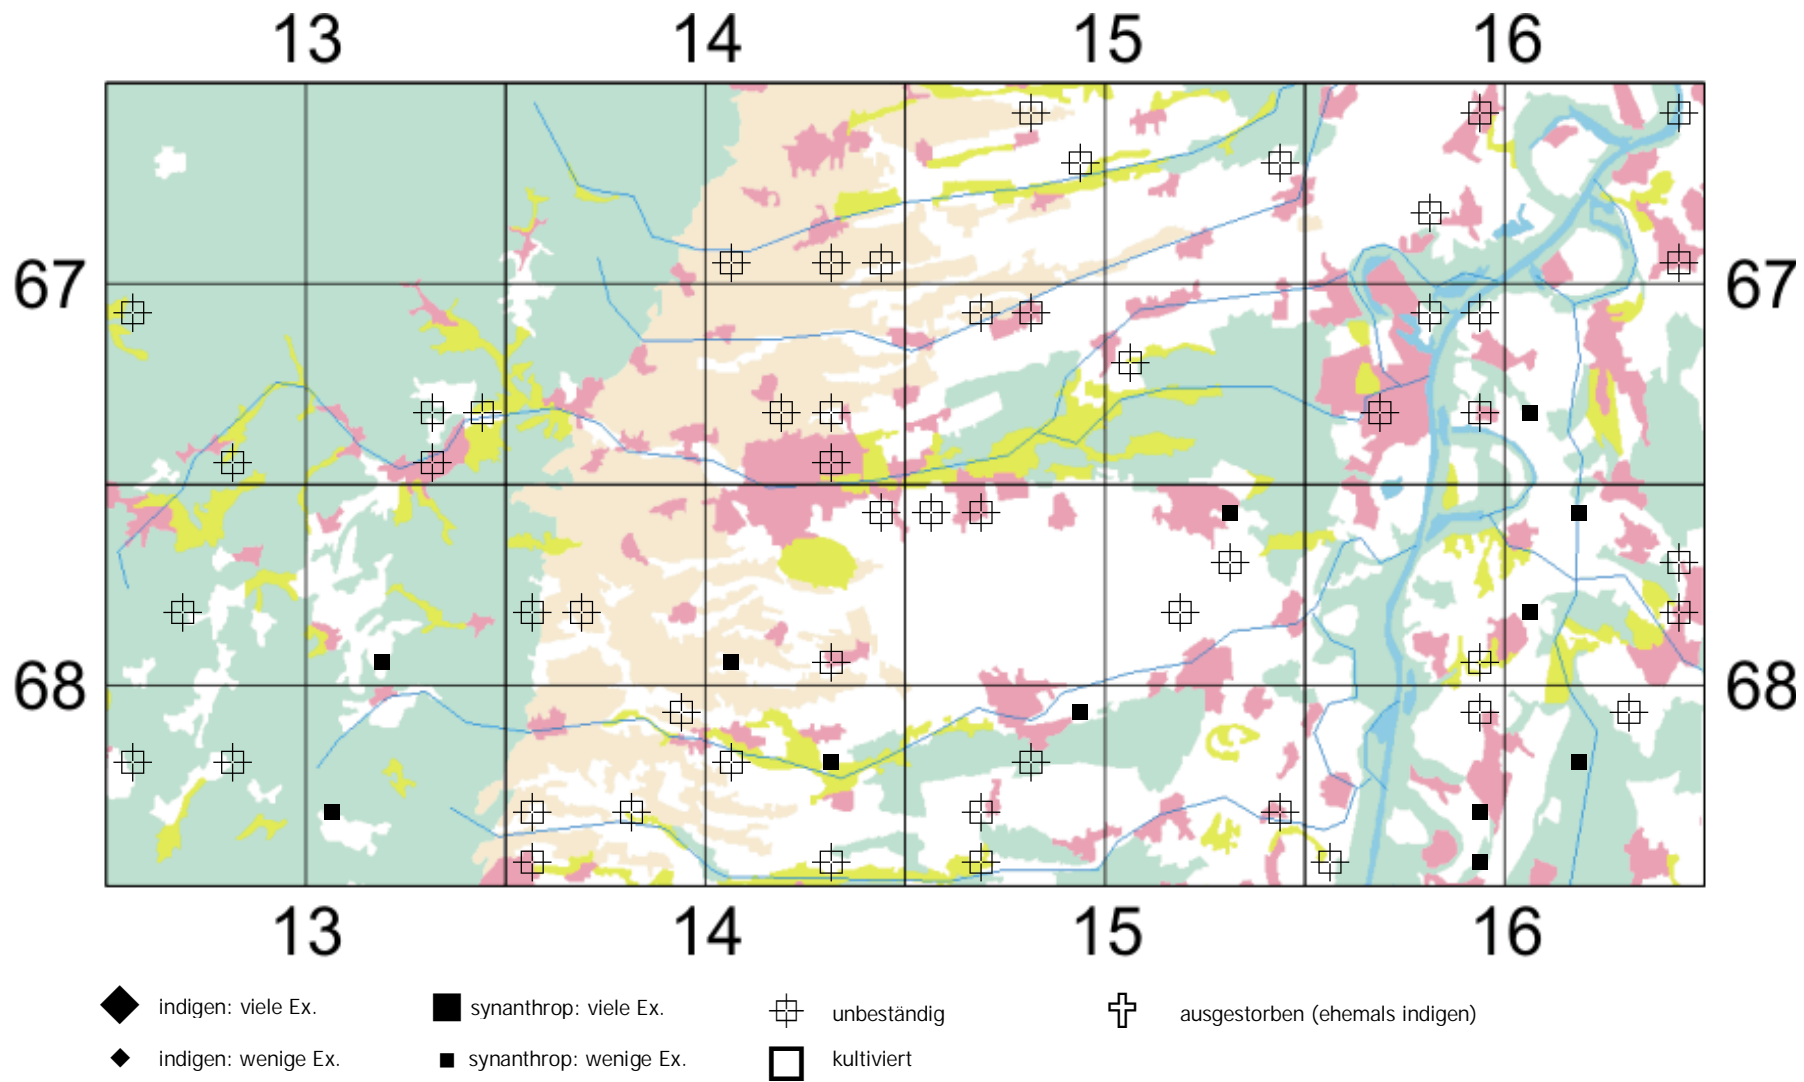 13 14 15 16
67 67
68 68
13 14 15 16
indigen: viele Ex. synanthrop: viele Ex. unbeständig ausgestorben (ehemals indigen)
indigen: wenige Ex. synanthrop: wenige Ex. kultiviert